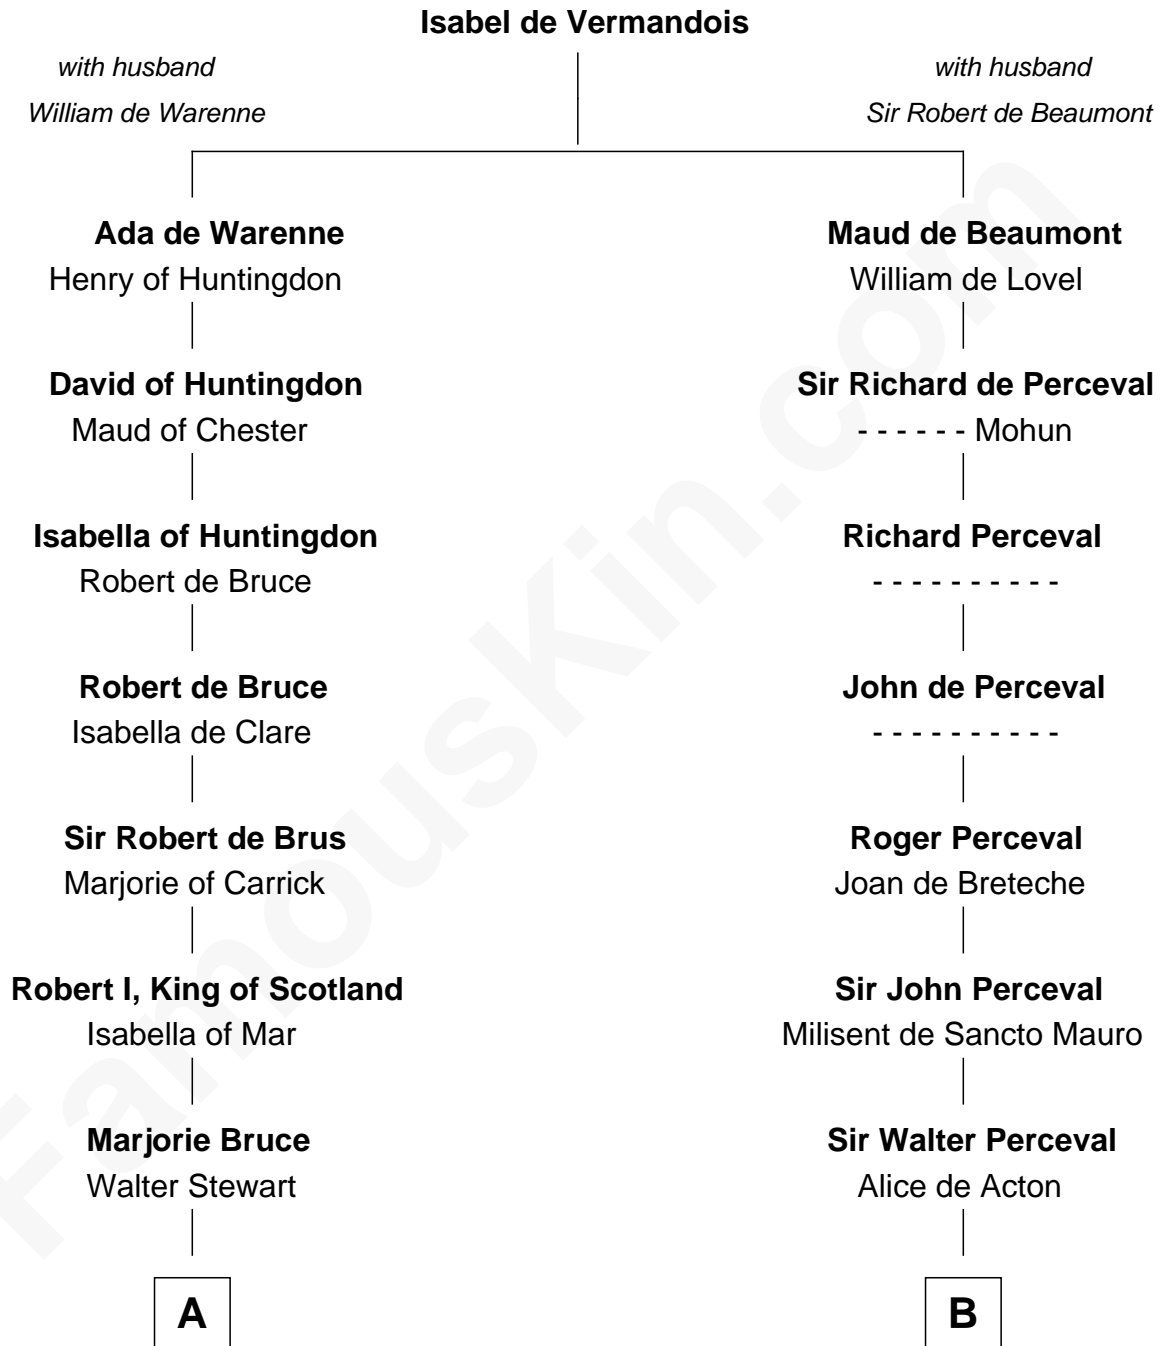 Isabel de Vermandois
with husband
William de Warenne
with husband
Sir Robert de Beaumont
Ada de Warenne
Henry of Huntingdon
Maud de Beaumont
William de Lovel
David of Huntingdon
Maud of Chester
Sir Richard de Perceval
- - - - - - Mohun
Isabella of Huntingdon
Robert de Bruce
Richard Perceval
- - - - - - - - - -
Robert de Bruce
Isabella de Clare
John de Perceval
- - - - - - - - - -
Sir Robert de Brus
Marjorie of Carrick
Roger Perceval
Joan de Breteche
Robert I, King of Scotland
Isabella of Mar
Sir John Perceval
Milisent de Sancto Mauro
Marjorie Bruce
Walter Stewart
Sir Walter Perceval
Alice de Acton
A
B
FamousKin.com